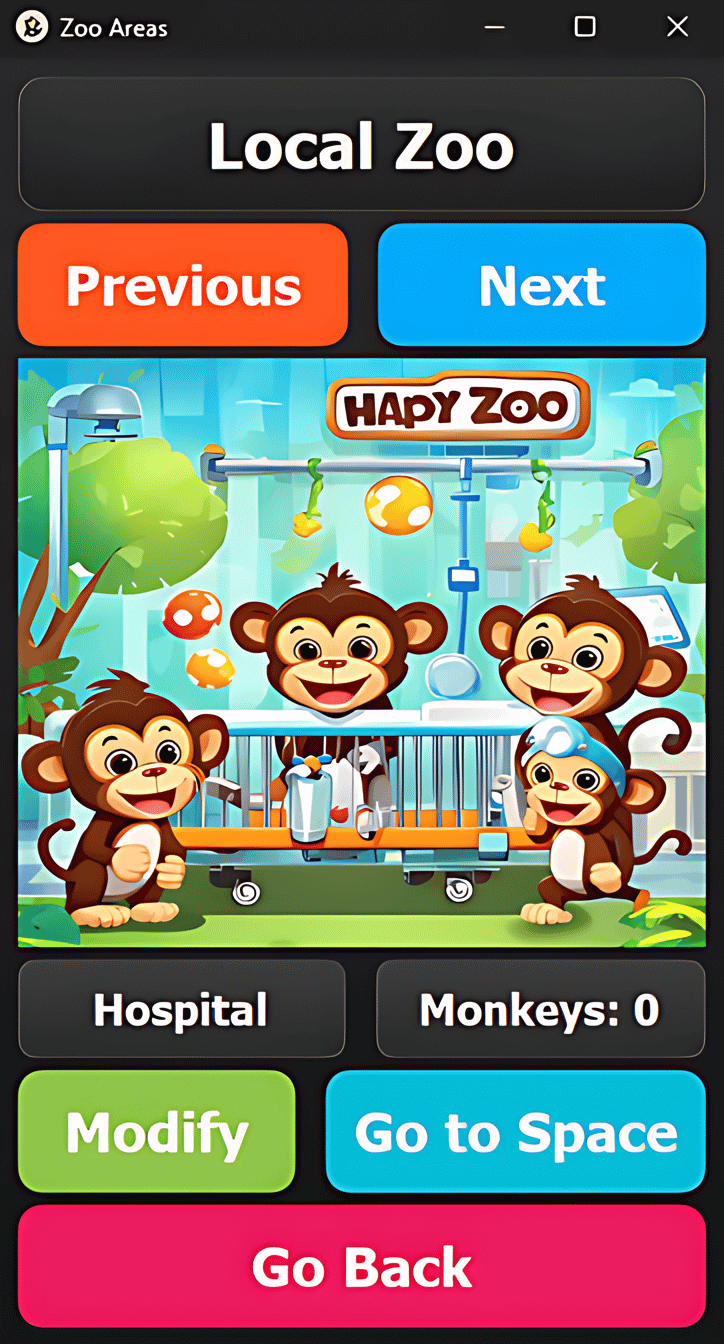 Zoo Areas
Local Zoo
Previous
Next
HAPY ZOO
Hospital
Monkeys: 0
Modify
Go to Space
Go Back